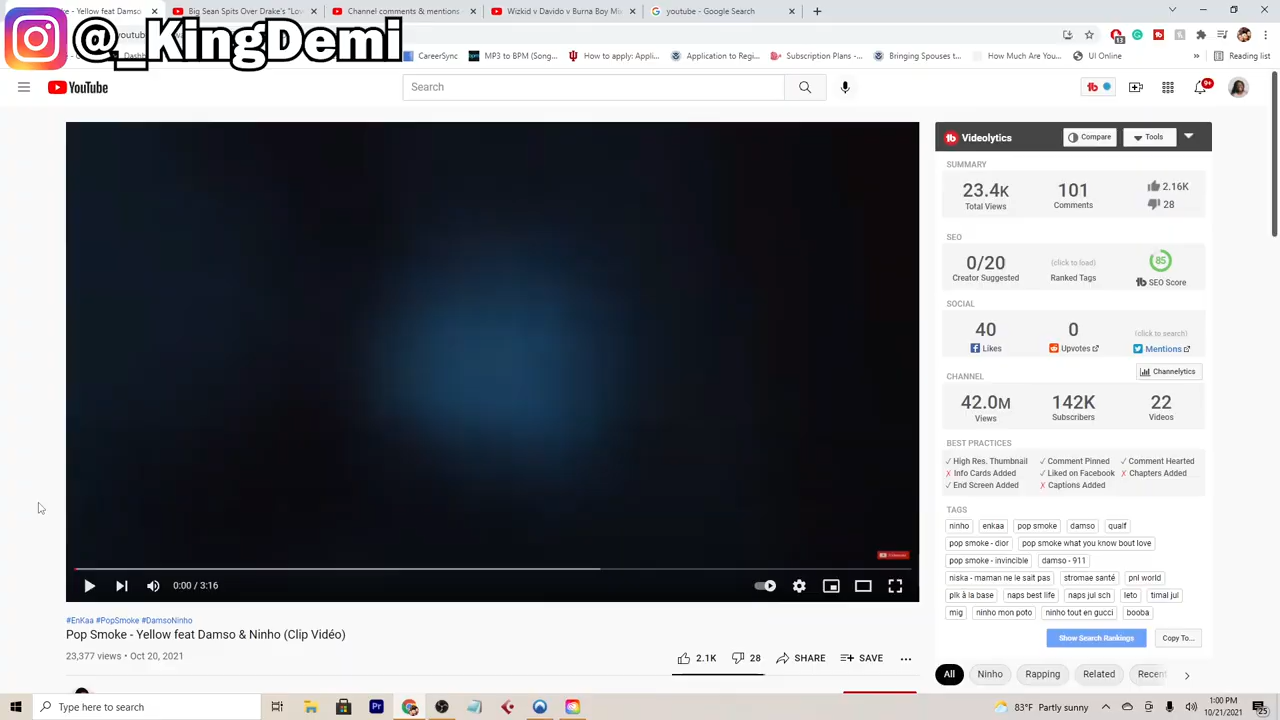 - Yellow feat Damso &
Big Sean Spits Over Drake's "Lov
Channel comments & mentions
Wizkid v Davido v Burna Boy
youtube - Google
@_KingDemi
CareerSync
MP3 to BPM (Song...
How to apply: Applic...
Application to Regi...
Subscription Plans -...
Bringing Spouses t...
How Much Are You...
UI Online
Reading list
YouTube
Search
9+
Videolytics
Compare
Tools
SUMMARY
23.4K
Total Views
101
Comments
2.16K
28
SEO
0/20
Creator Suggested
(click to load)
Ranked Tags
85
SEO Score
SOCIAL
40
Likes
0
Upvotes
(click to search)
Mentions
CHANNEL
Channelytics
42.0M
Views
142K
Subscribers
22
Videos
BEST PRACTICES
High Res. Thumbnail
Comment Pinned
Comment Hearted
Info Cards Added
Liked on Facebook
Chapters Added
End Screen Added
Captions Added
TAGS
ninho enkaa pop smoke damso
pop smoke - dior pop smoke what you know bout love
pop smoke - invincible damso - 911
niska - maman ne le sait pas stromae santé pnl world
plk à la base naps best life naps jul sch leto timal jul
mig ninho mon poto ninho tout en gucci booba
Show Search Rankings
Copy To...
All Ninho Rapping Related Recent
0:00 / 3:16
#EnKaa #PopSmoke #DamsoNinho
Pop Smoke - Yellow feat Damso & Ninho (Clip Vidéo)
23,377 views • Oct 20, 2021
2.1K
28
SHARE
SAVE
Type here to search
83°F Partly sunny
1:00 PM
10/21/2021